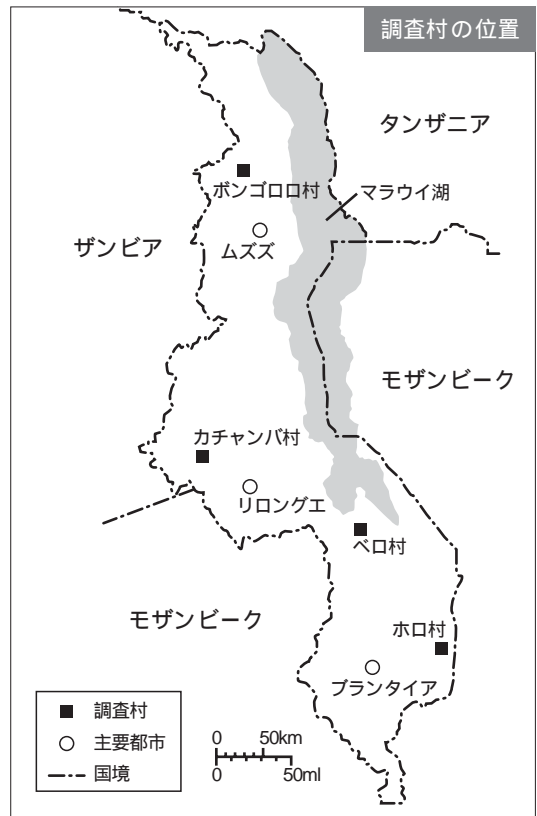 調査村の位置
タンザニア
ボンゴロロ村
マラウイ湖
ザンビア
ムズズ
モザンビーク
カチャンバ村
リロングエ
ベロ村
モザンビーク
ホロ村
ブランタイア
調査村
主要都市
国境
0 50km
0 50ml